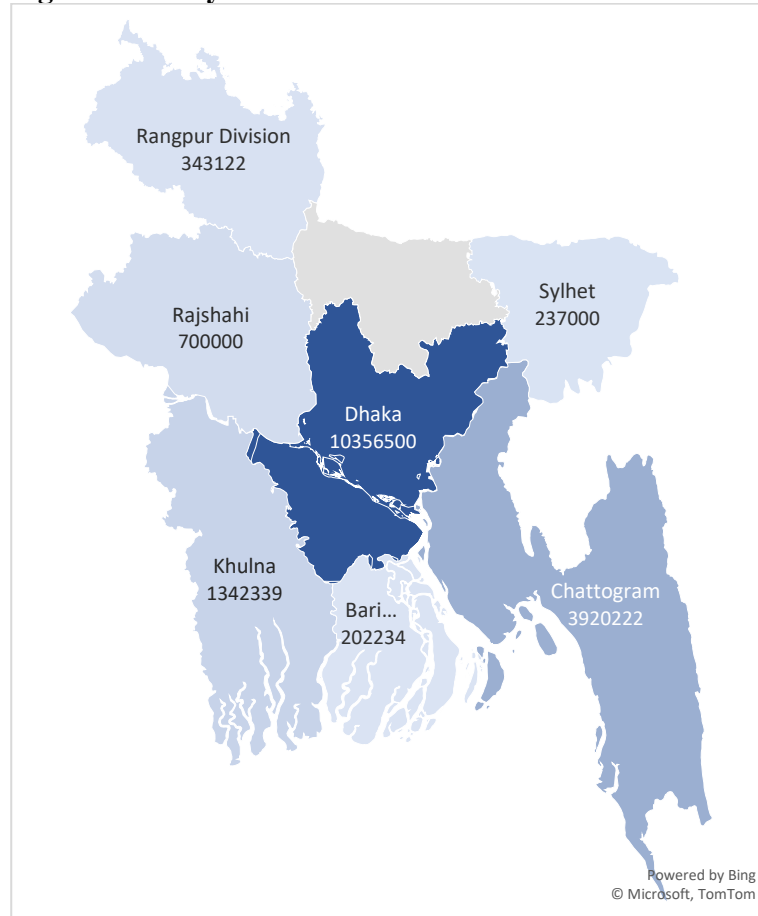 Rangpur Division
343122
Sylhet
237000
Rajshahi
700000
Dhaka
10356500
Khulna
1342339
Bari...
202234
Chattogram
3920222
Powered by Bing
© Microsoft, TomTom